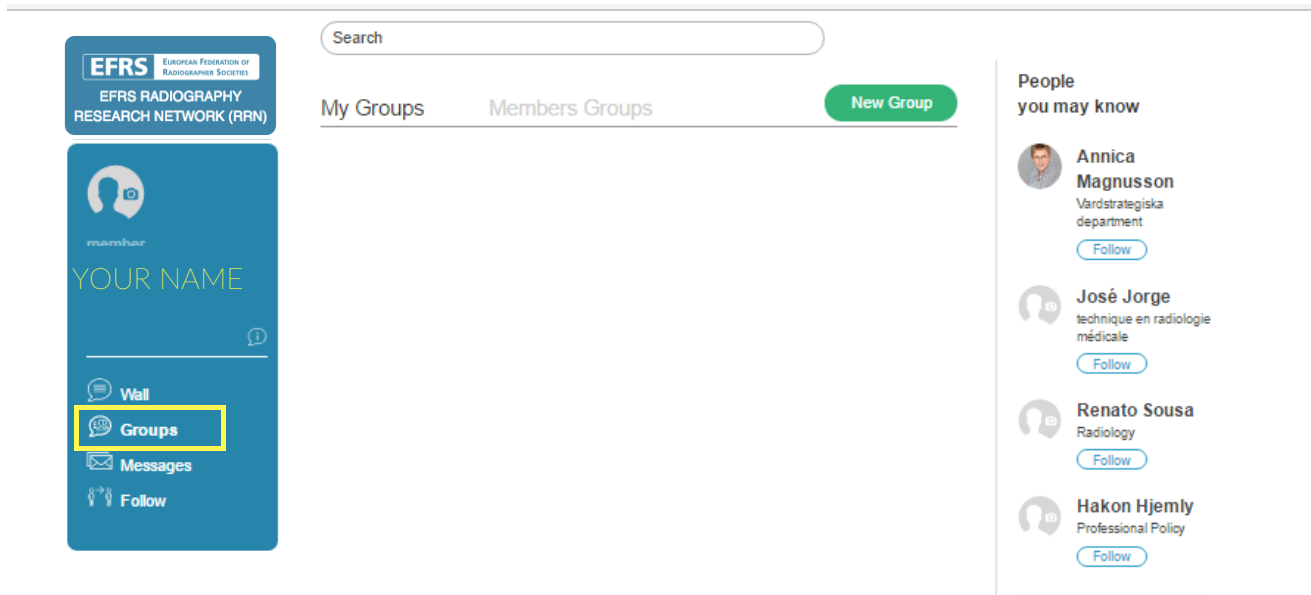 EFRS EUROPEAN FEDERATION OF
RADIOGRAPHER SOCIETIES
EFRS RADIOGRAPHY
RESEARCH NETWORK (RRN)
member
YOUR NAME
Wall
Groups
Messages
Follow
Search
My Groups Members Groups New Group
People
you may know
Annica
Magnusson
Vardstrategiska
department
Follow
José Jorge
technique en radiologie
médicale
Follow
Renato Sousa
Radiology
Follow
Hakon Hjemly
Professional Policy
Follow